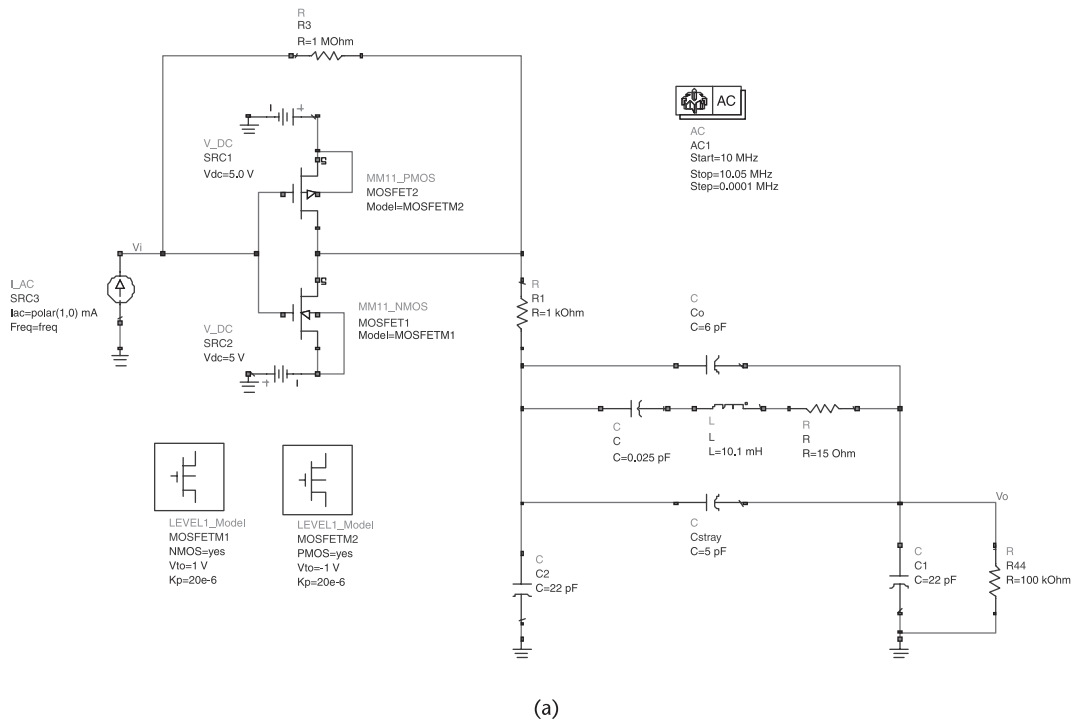 R
R3
R=1 MOhm
AC
AC
AC1
Start=10 MHz
Stop=10.05 MHz
Step=0.0001 MHz
V_DC
SRC1
Vdc=5.0 V
MM11_PMOS
MOSFET2
Model=MOSFETM2
Vi
I_AC
SRC3
Iac=polar(1,0) mA
Freq=freq
V_DC
SRC2
Vdc=5 V
MM11_NMOS
MOSFET1
Model=MOSFETM1
R
R1
R=1 kOhm
C
Co
C=6 pF
C
C
C=0.025 pF
L
L
L=10.1 mH
R
R
R=15 Ohm
C
Cstray
C=5 pF
Vo
C
C2
C=22 pF
C
C1
C=22 pF
R
R44
R=100 kOhm
LEVEL1_Model
MOSFETM1
NMOS=yes
Vto=1 V
Kp=20e-6
LEVEL1_Model
MOSFETM2
PMOS=yes
Vto=-1 V
Kp=20e-6
(a)